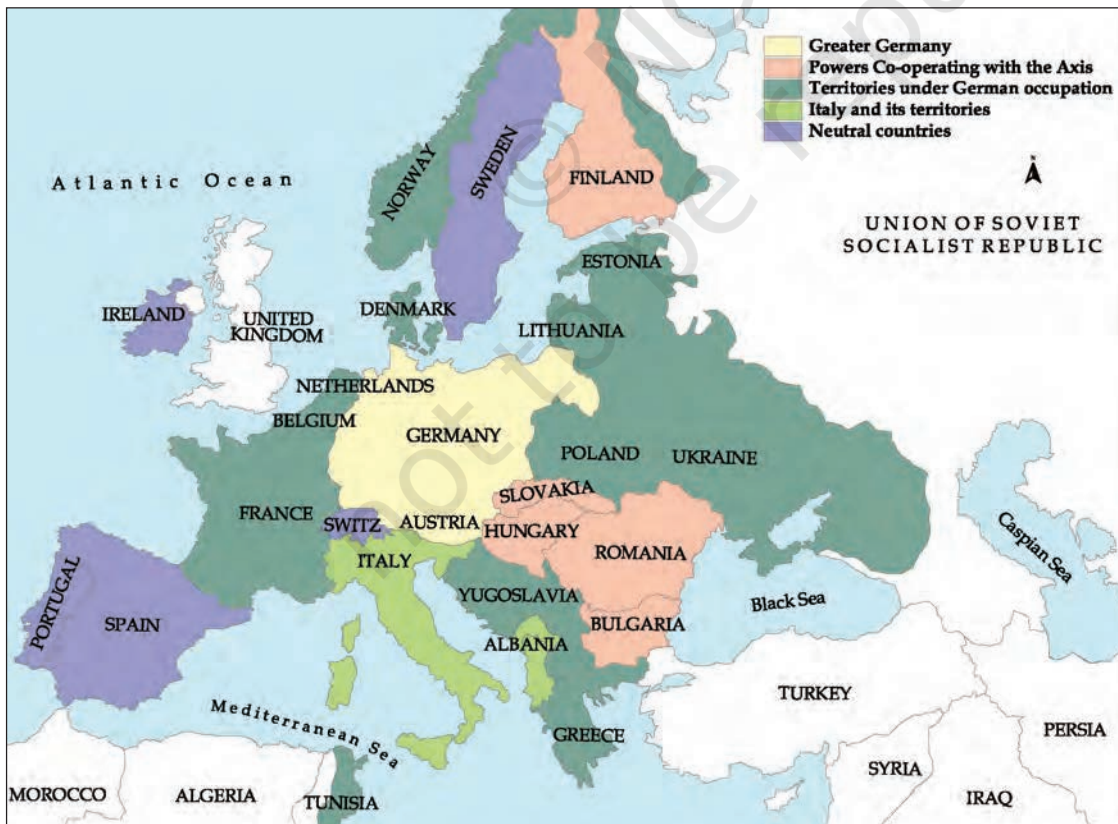 Greater Germany
Powers Co-operating with the Axis
Territories under German occupation
Italy and its territories
Neutral countries
N
Atlantic Ocean
NORWAY
SWEDEN
FINLAND
UNION OF SOVIET
SOCIALIST REPUBLIC
ESTONIA
IRELAND
UNITED
KINGDOM
DENMARK
LITHUANIA
NETHERLANDS
BELGIUM
GERMANY
POLAND
UKRAINE
SLOVAKIA
FRANCE
SWITZ
AUSTRIA
HUNGARY
ROMANIA
ITALY
Caspian Sea
PORTUGAL
SPAIN
YUGOSLAVIA
Black Sea
BULGARIA
ALBANIA
TURKEY
Mediterranean Sea
GREECE
PERSIA
SYRIA
MOROCCO
ALGERIA
TUNISIA
IRAQ
not to be